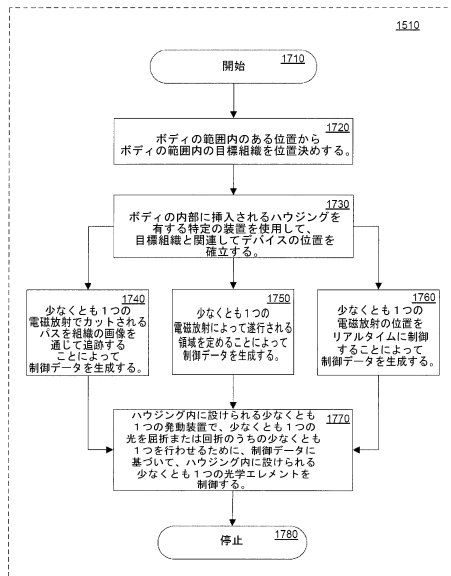 1510
1710
開始
1720
ボディの範囲内のある位置から
ボディの範囲内の目標組織を位置決めする。
1730
ボディの内部に挿入されるハウジングを
有する特定の装置を使用して、
目標組織と関連してデバイスの位置を
確立する。
1740
少なくとも1つの
電磁放射でカットされる
パスを組織の画像を
通じて追跡する
ことによって
制御データを生成する。
1750
少なくとも1つの
電磁放射によって遂行される
領域を定めることによって
制御データを生成する。
1760
少なくとも1つの
電磁放射の位置を
リアルタイムに制御
することによって
制御データを生成する。
1770
ハウジング内に設けられる少なくとも
1つの発動装置で、少なくとも1つの
光を屈折または回折のうちの少なくとも
1つを行わせるために、制御データに
基づいて、ハウジング内に設けられる
少なくとも1つの光学エレメントを
制御する。
1780
停止